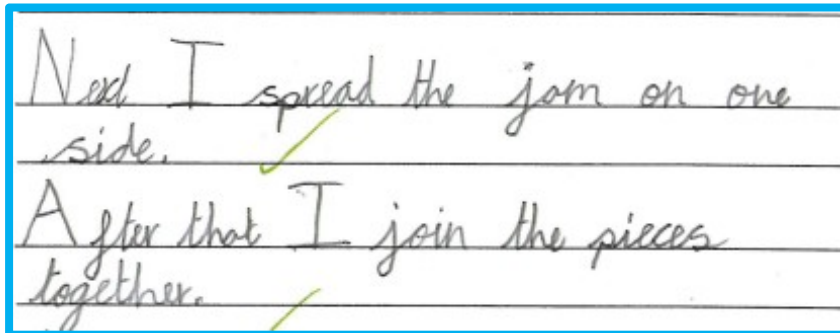 Next I spread the jam on one
side.
After that I join the pieces
together.